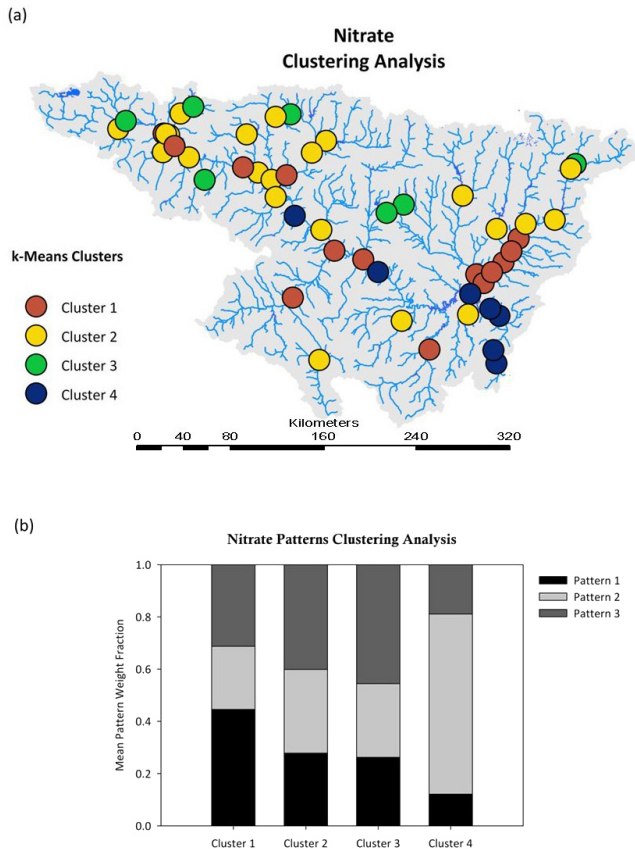 (a)
Nitrate
Clustering Analysis
k-Means Clusters
Cluster 1
Cluster 2
Cluster 3
Cluster 4
Kilometers
0 40 80 160 240 320
(b)
Nitrate Patterns Clustering Analysis
Mean Pattern Weight Fraction
1.0
0.8
0.6
0.4
0.2
0.0
Cluster 1 Cluster 2 Cluster 3 Cluster 4
Pattern 1
Pattern 2
Pattern 3